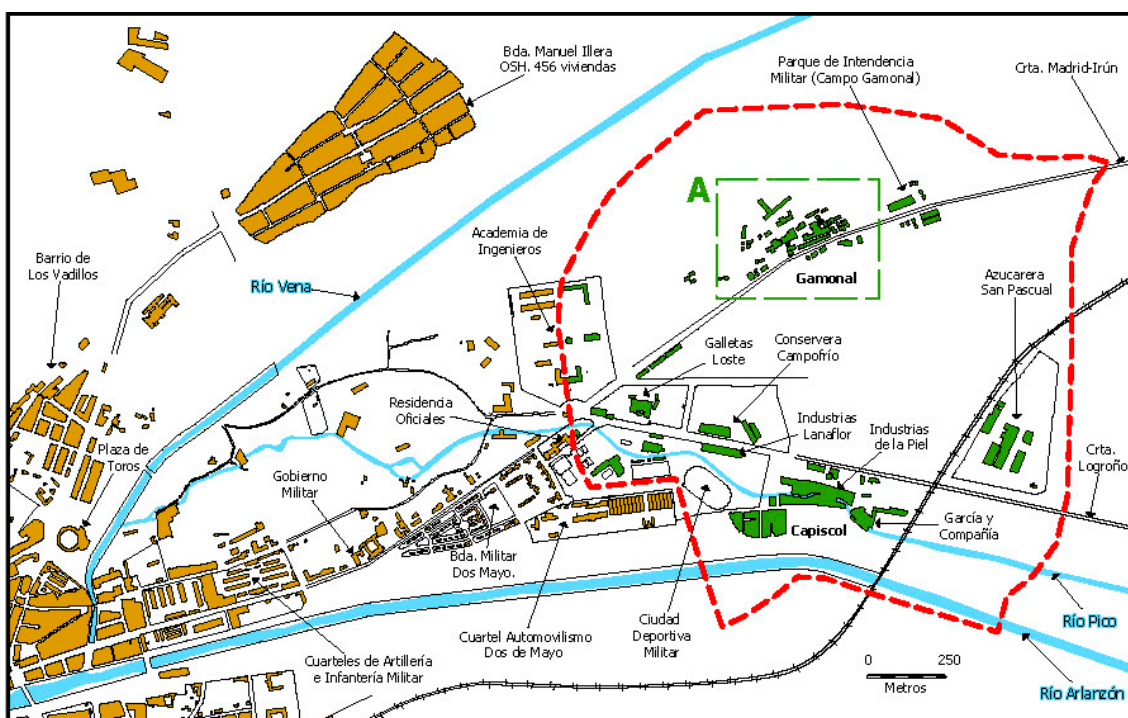 Bda. Manuel Illera
OSH. 456 viviendas
Parque de Intendencia
Militar (Campo Gamonal)
Crta. Madrid-Irún
A
Academia de
Ingenieros
Barrio de
Los Vadillos
Río Vena
Gamonal
Azucarera
San Pascual
Galletas
Loste
Conservera
Campofrío
Residencia
Oficiales
Industrias
Lanaflor
Industrias
de la Piel
Plaza de
Toros
Gobierno
Militar
Crta.
Logroño
Capiscol
García y
Compañía
Bda. Militar
Dos Mayo.
Cuartel Automovilismo
Dos de Mayo
Ciudad
Deportiva
Militar
Río Pico
Cuarteles de Artillería
e Infantería Militar
0 250
Metros
Río Arlanzón